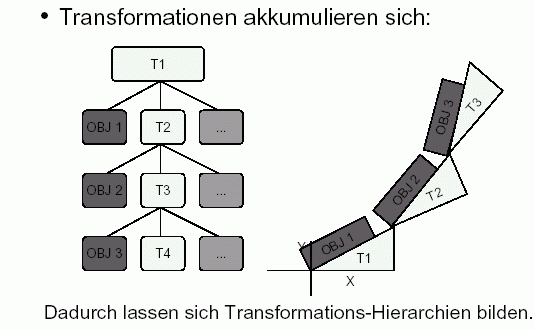 • Transformationen akkumulieren sich:
T1
OBJ 1 T2 ...
OBJ 2 T3 ...
OBJ 3 T4 ...
OBJ 3
T3
OBJ 2
T2
Y
OBJ 1
T1
X
Dadurch lassen sich Transformations-Hierarchien bilden.